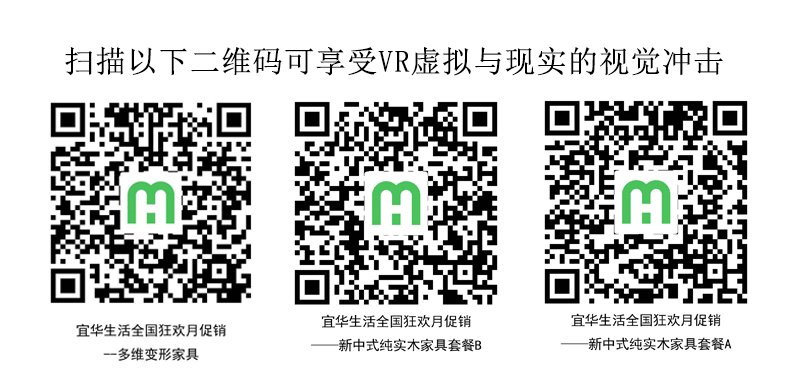 扫描以下二维码可享受VR虚拟与现实的视觉冲击
宜华生活全国狂欢月促销
--多维变形家具
宜华生活全国狂欢月促销
——新中式纯实木家具套餐B
宜华生活全国狂欢月促销
——新中式纯实木家具套餐A